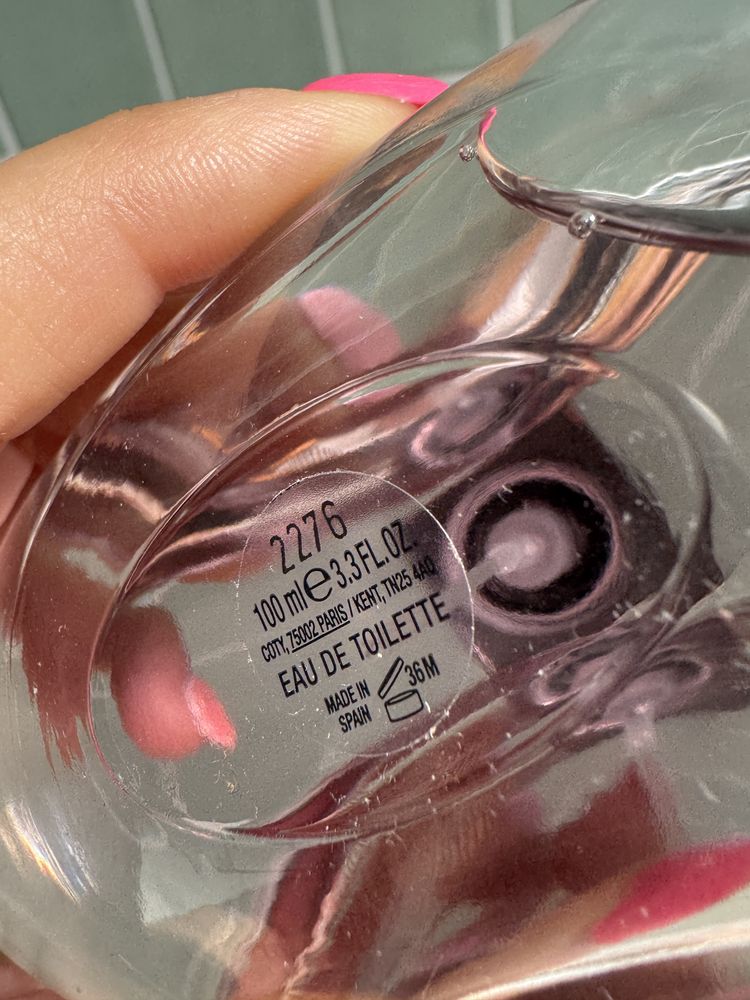 2276
100 ml ℮ 3.3 FL.OZ.
COTY, 75002 PARIS / KENT, TN25 4AQ
EAU DE TOILETTE
MADE IN
SPAIN
36M